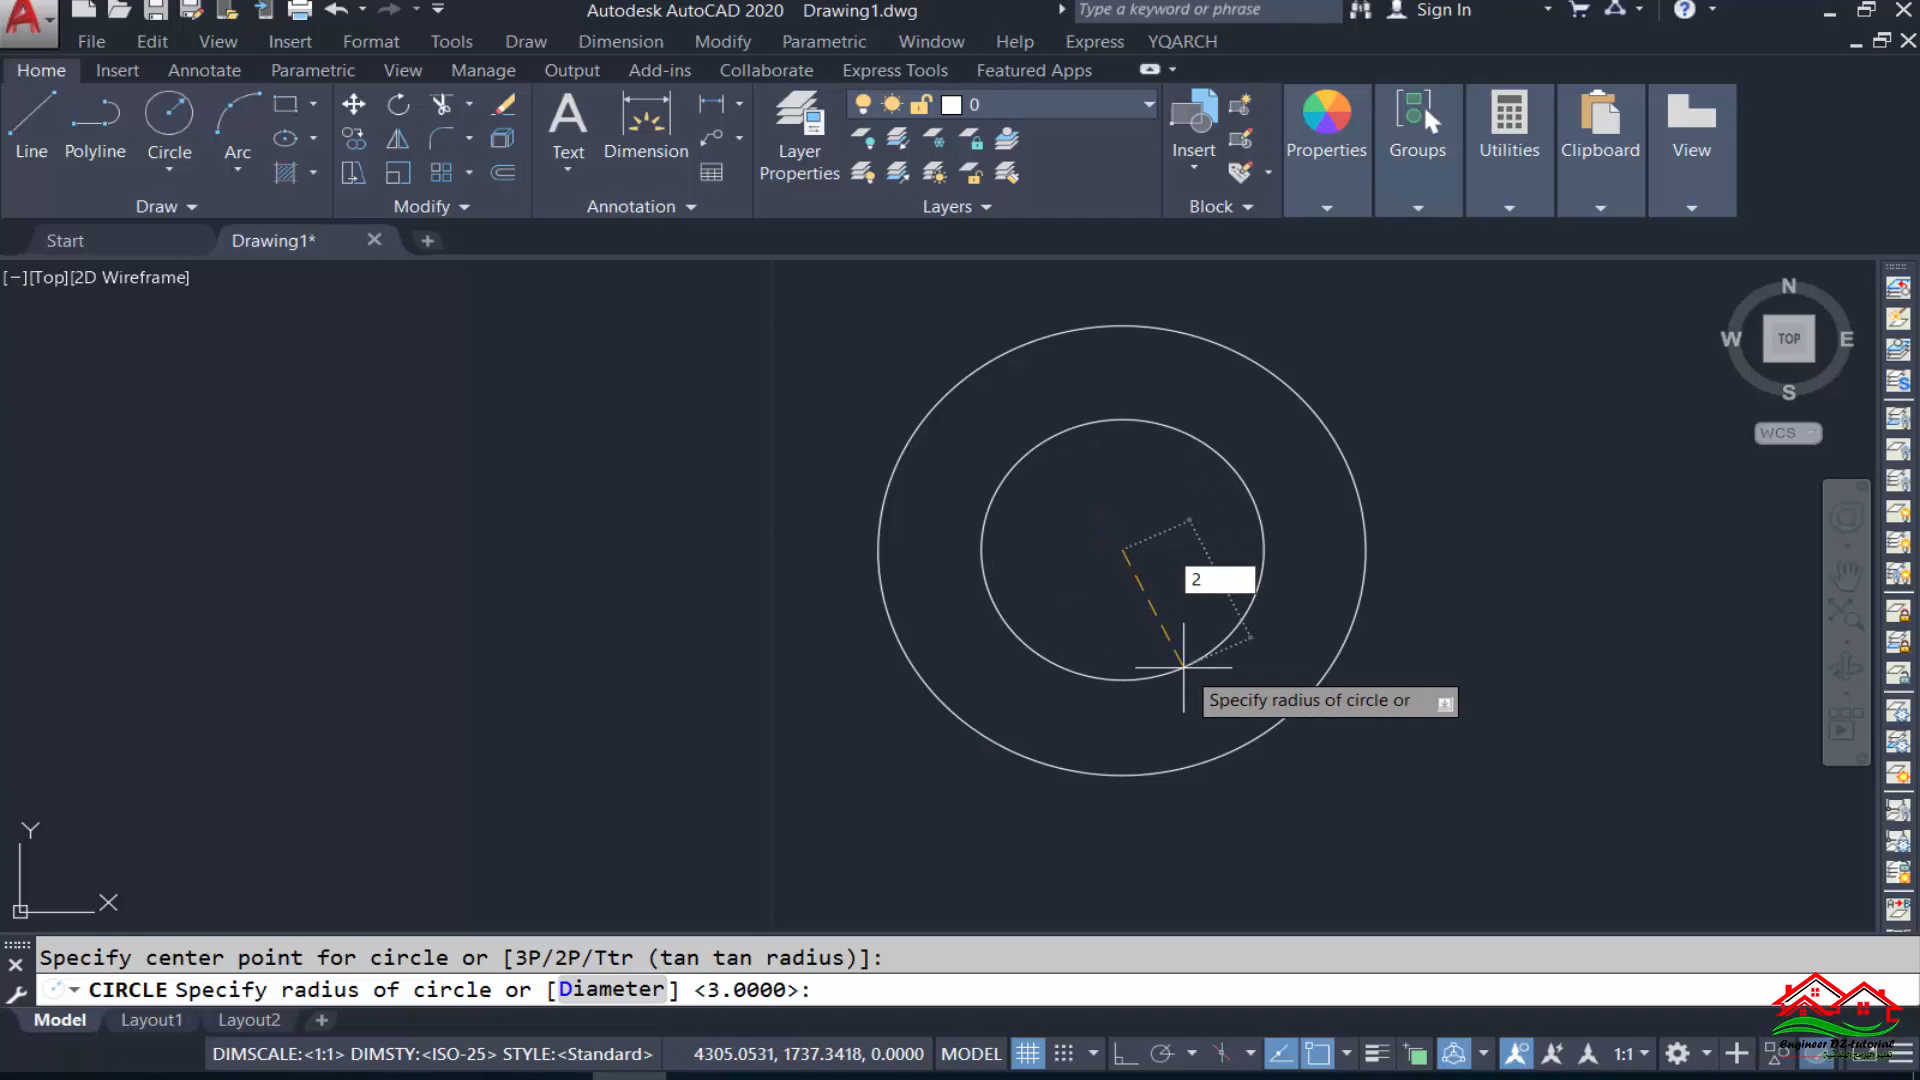 Autodesk AutoCAD 2020 Drawing1.dwg
Type a keyword or phrase
Sign In
File Edit View Insert Format Tools Draw Dimension Modify Parametric Window Help Express YQARCH
Home Insert Annotate Parametric View Manage Output Add-ins Collaborate Express Tools Featured Apps
0
Line Polyline Circle Arc
Text Dimension
Layer
Properties
Insert
Properties Groups Utilities Clipboard View
Draw Modify Annotation Layers Block
Start Drawing1*
[−][Top][2D Wireframe]
N
W TOP E
S
WCS
2
Specify radius of circle or
Y
X
Specify center point for circle or [3P/2P/Ttr (tan tan radius)]:
CIRCLE Specify radius of circle or [Diameter] <3.0000>:
Model Layout1 Layout2
DIMSCALE:<1:1> DIMSTY:<ISO-25> STYLE:<Standard> 4305.0531, 1737.3418, 0.0000 MODEL 1:1
Engineer DZ-tutorial